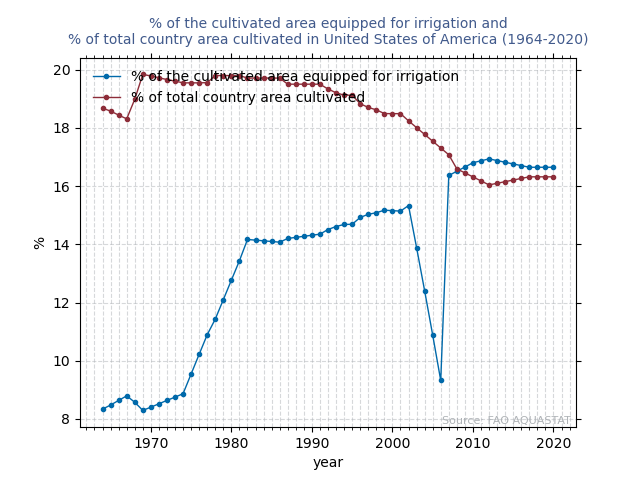 % of the cultivated area equipped for irrigation and
% of total country area cultivated in United States of America (1964-2020)
% of the cultivated area equipped for irrigation
% of total country area cultivated
%
20
18
16
14
12
10
8
Source: FAO AQUASTAT
1970 1980 1990 2000 2010 2020
year